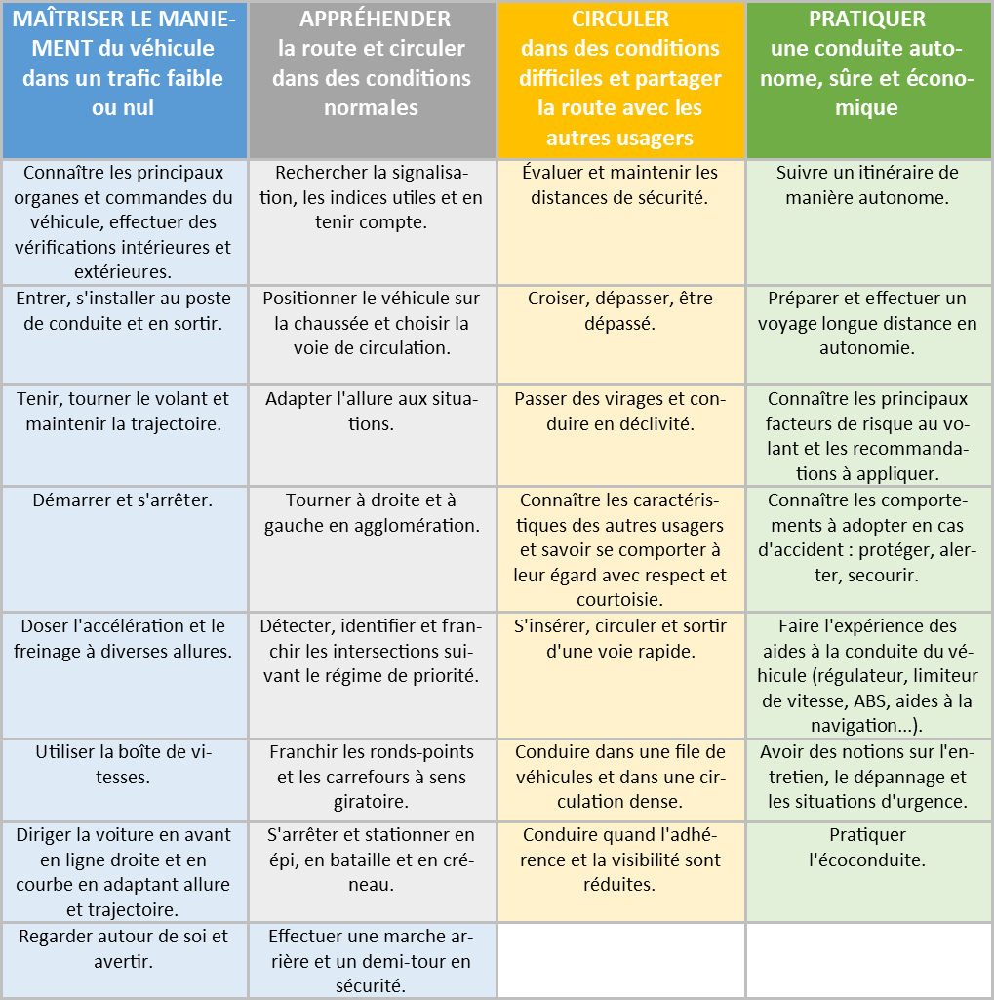 MAÎTRISER LE MANIE-
MENT du véhicule
dans un trafic faible
ou nul
APPRÉHENDER
la route et circuler
dans des conditions
normales
CIRCULER
dans des conditions
difficiles et partager
la route avec les
autres usagers
PRATIQUER
une conduite auto-
nome, sûre et écono-
mique
Connaître les principaux
organes et commandes du
véhicule, effectuer des
vérifications intérieures et
extérieures.
Rechercher la signalisa-
tion, les indices utiles et en
tenir compte.
Évaluer et maintenir les
distances de sécurité.
Suivre un itinéraire de
manière autonome.
Entrer, s'installer au poste
de conduite et en sortir.
Positionner le véhicule sur
la chaussée et choisir la
voie de circulation.
Croiser, dépasser, être
dépassé.
Préparer et effectuer un
voyage longue distance en
autonomie.
Tenir, tourner le volant et
maintenir la trajectoire.
Adapter l'allure aux situa-
tions.
Passer des virages et con-
duire en déclivité.
Connaître les principaux
facteurs de risque au vo-
lant et les recommanda-
tions à appliquer.
Démarrer et s'arrêter.
Tourner à droite et à
gauche en agglomération.
Connaître les caractéris-
tiques des autres usagers
et savoir se comporter à
leur égard avec respect et
courtoisie.
Connaître les comporte-
ments à adopter en cas
d'accident : protéger, aler-
ter, secourir.
Doser l'accélération et le
freinage à diverses allures.
Détecter, identifier et fran-
chir les intersections sui-
vant le régime de priorité.
S'insérer, circuler et sortir
d'une voie rapide.
Faire l'expérience des
aides à la conduite du vé-
hicule (régulateur, limiteur
de vitesse, ABS, aides à la
navigation...).
Utiliser la boîte de vi-
tesses.
Franchir les ronds-points
et les carrefours à sens
giratoire.
Conduire dans une file de
véhicules et dans une cir-
culation dense.
Avoir des notions sur l'en-
tretien, le dépannage et
les situations d'urgence.
Diriger la voiture en avant
en ligne droite et en
courbe en adaptant allure
et trajectoire.
S'arrêter et stationner en
épi, en bataille et en cré-
neau.
Conduire quand l'adhé-
rence et la visibilité sont
réduites.
Pratiquer
l'écoconduite.
Regarder autour de soi et
avertir.
Effectuer une marche ar-
rière et un demi-tour en
sécurité.